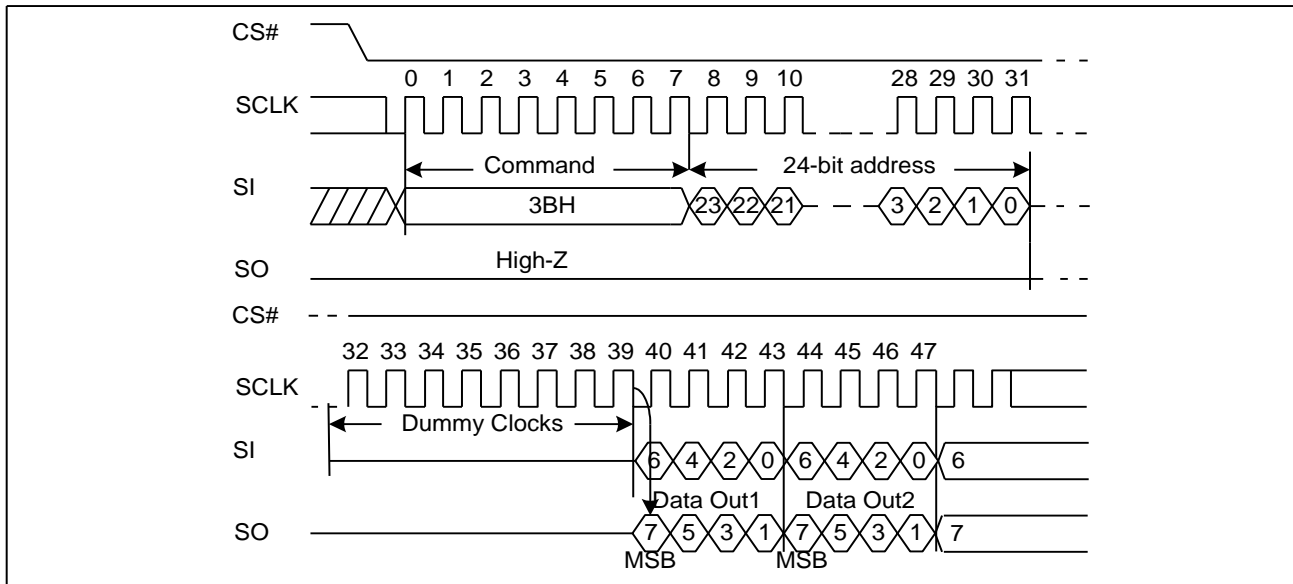 CS#
0 1 2 3 4 5 6 7 8 9 10 28 29 30 31
SCLK
Command 24-bit address
SI
3BH 23 22 21 3 2 1 0
High-Z
SO
CS#
32 33 34 35 36 37 38 39 40 41 42 43 44 45 46 47
SCLK
Dummy Clocks
SI
6 4 2 0 6 4 2 0 6
Data Out1 Data Out2
SO
7 5 3 1 7 5 3 1 7
MSB MSB